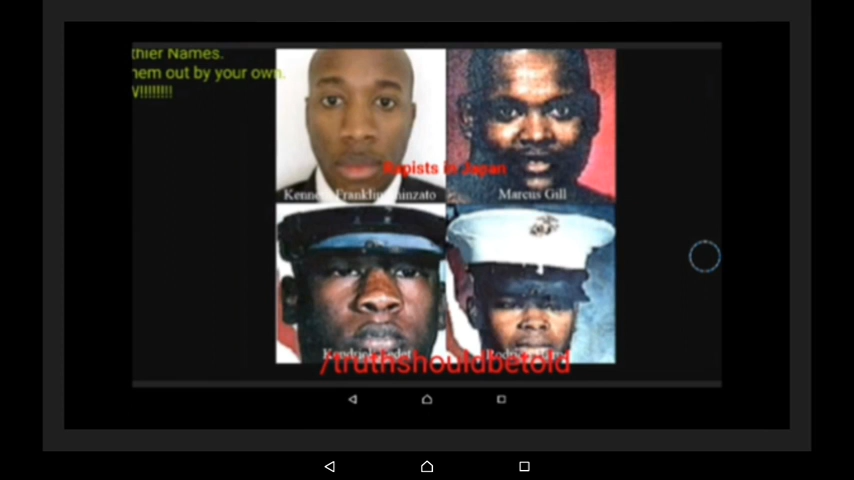 thier Names.
hem out by your own.
W!!!!!!!!
Rapists in Japan
Franklin
Marcus Gill
/truthshouldbetold